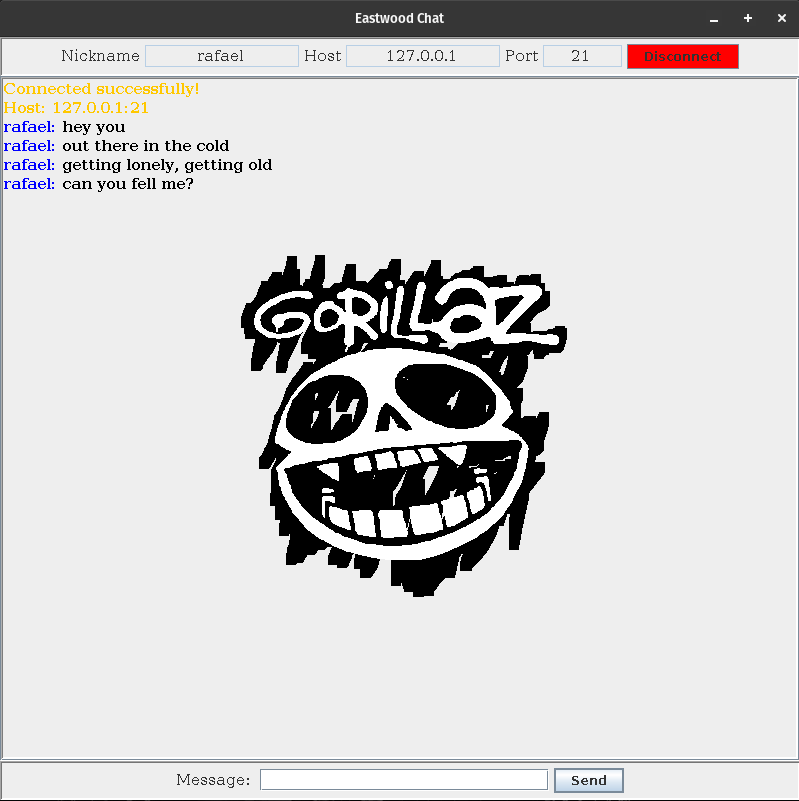 Eastwood Chat
Nickname rafael Host 127.0.0.1 Port 21 Disconnect
Connected successfully!
Host: 127.0.0.1:21
rafael: hey you
rafael: out there in the cold
rafael: getting lonely, getting old
rafael: can you fell me?
GORiLLAZ
Message: Send